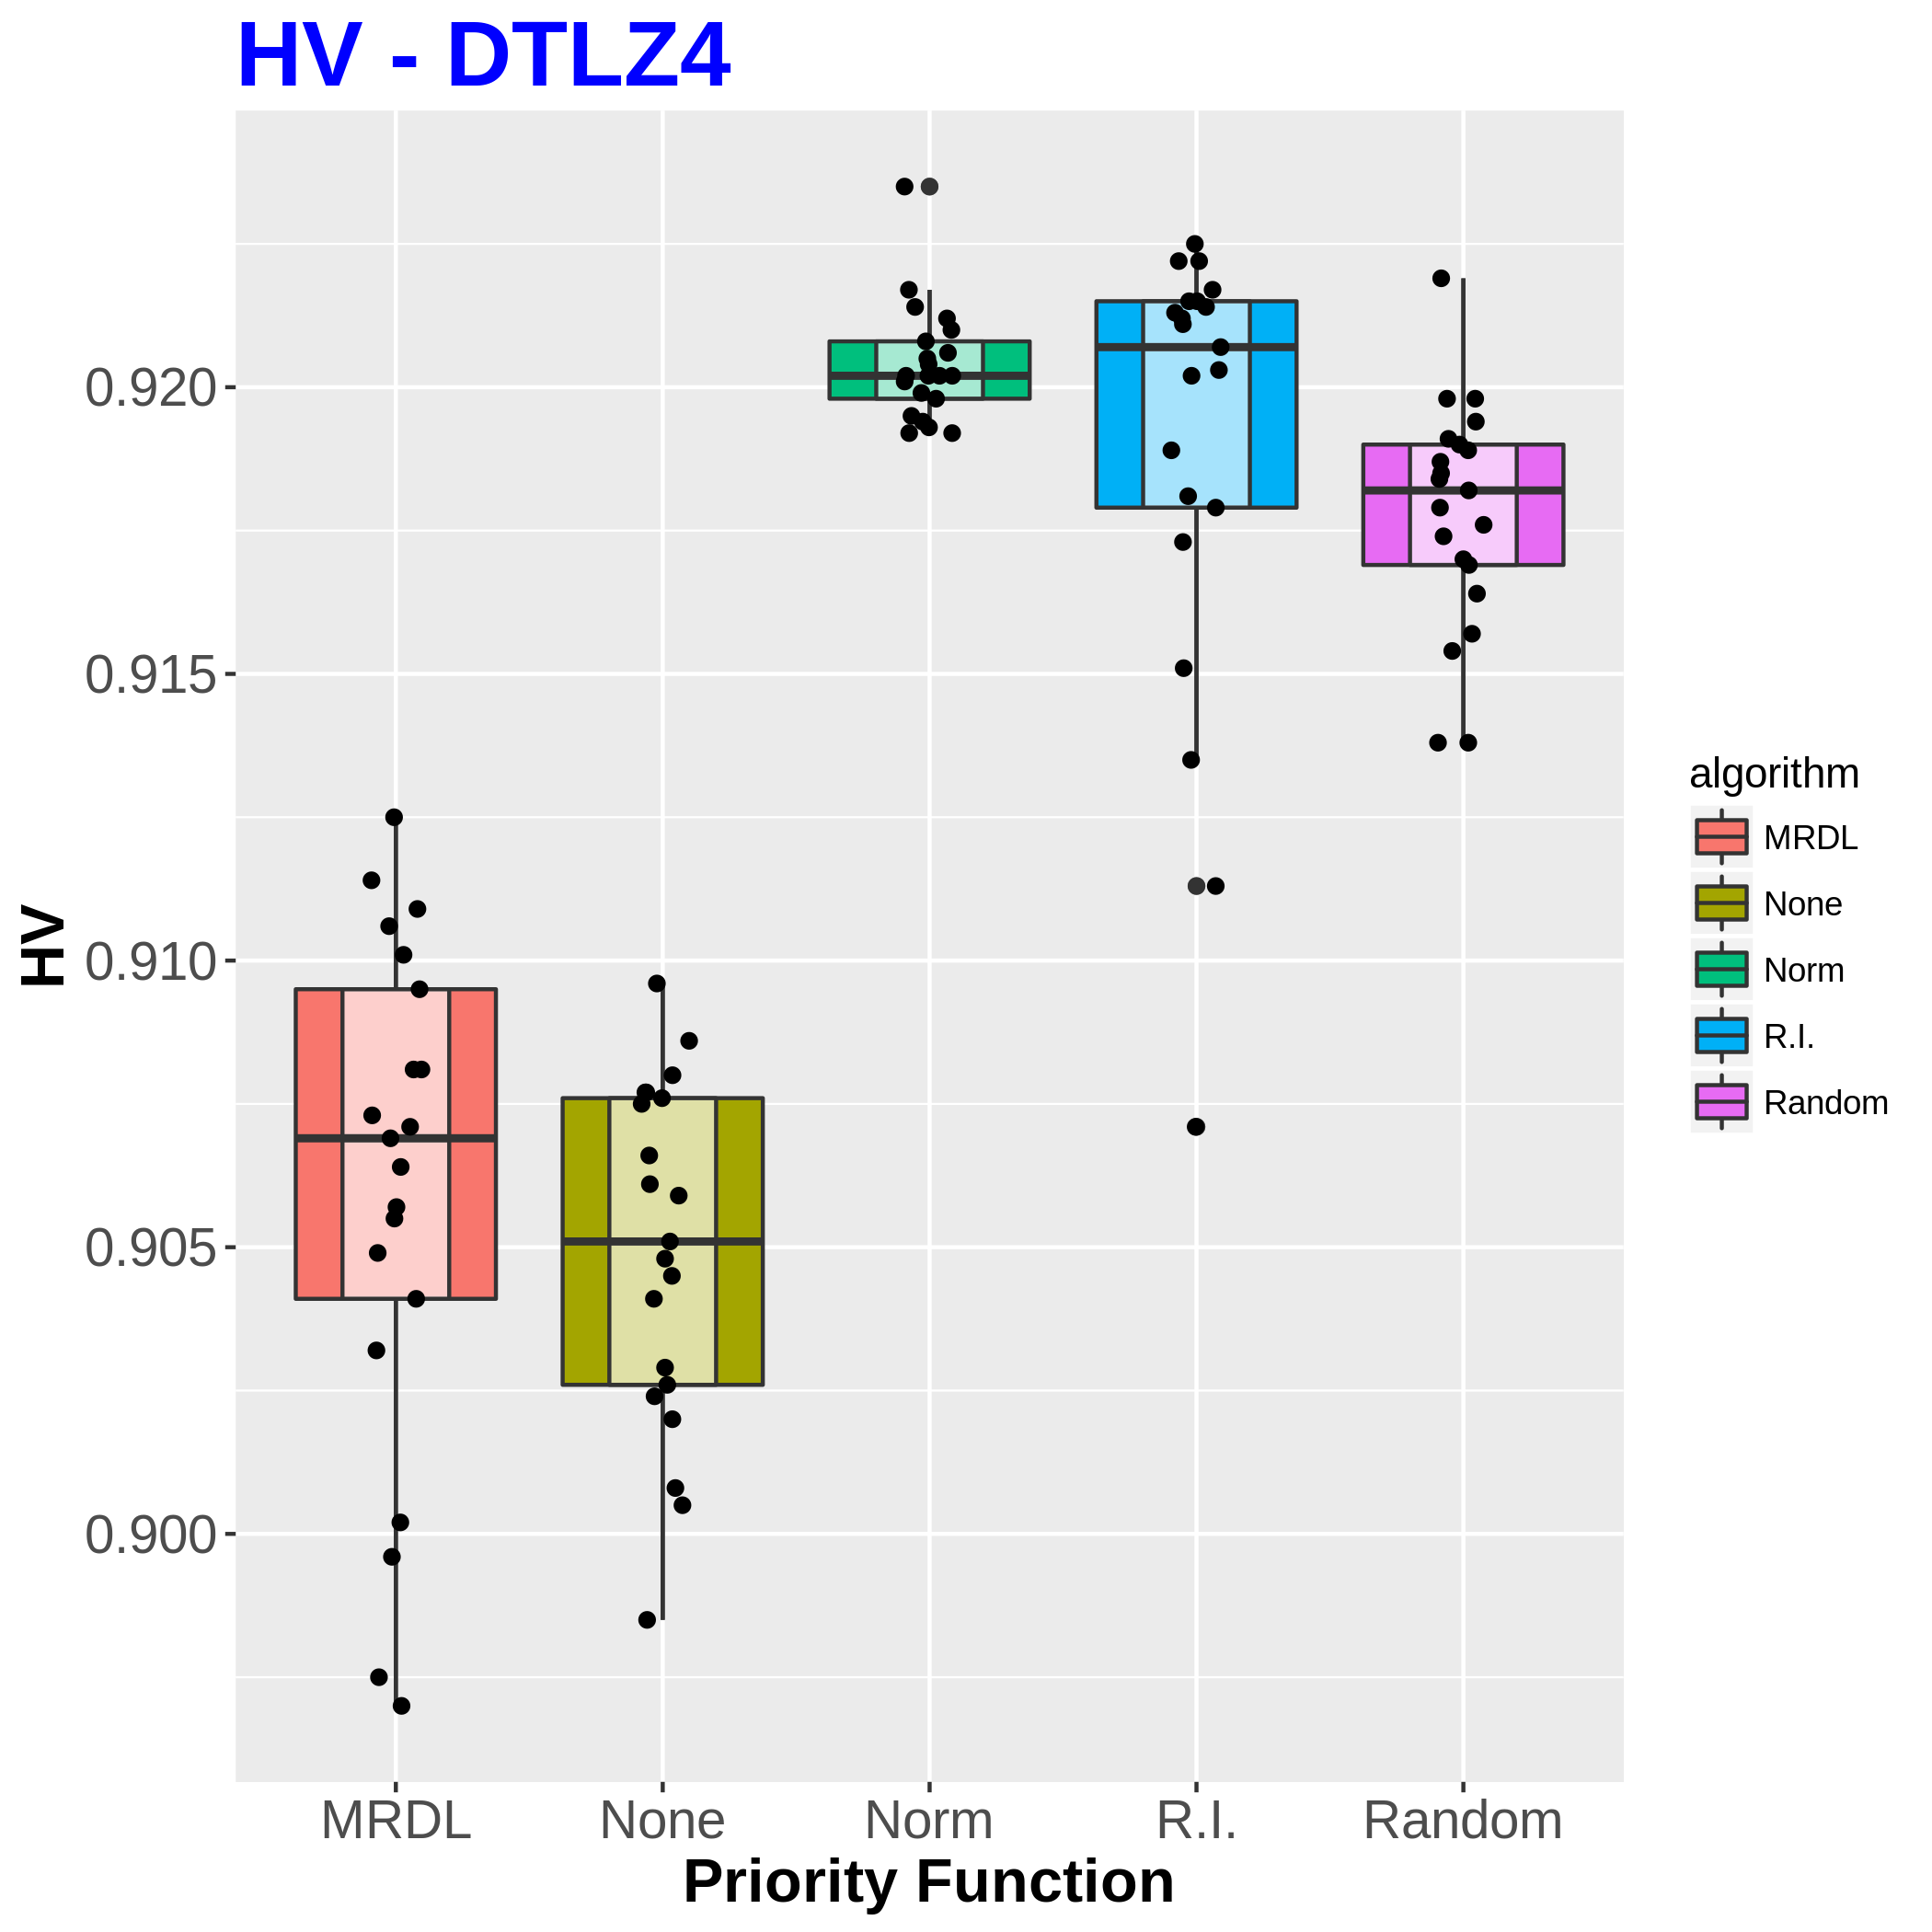 HV - DTLZ4
HV
0.920
0.915
0.910
0.905
0.900
MRDL
None
Norm
R.I.
Random
Priority Function
algorithm
MRDL
None
Norm
R.I.
Random